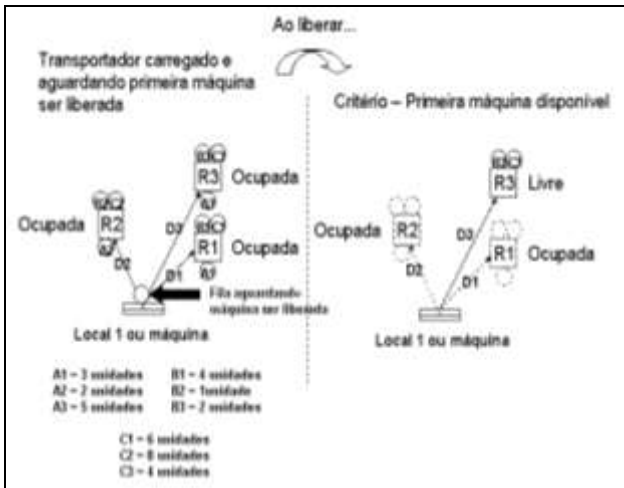 Ao liberar...
Transportador carregado e
aguardando primeira máquina
ser liberada
R3
Ocupada
Ocupada
R2
R1
Ocupada
D3
D2
D1
Fila aguardando
máquina ser liberada
Local 1 ou máquina
A1 = 3 unidades
B1 = 4 unidades
A2 = 2 unidades
B2 = 1unidade
A3 = 5 unidades
B3 = 2 unidades
C1 = 6 unidades
C2 = 8 unidades
C3 = 4 unidades
Critério – Primeira máquina disponível
R3
Livre
Ocupada
R2
R1
Ocupada
D3
D2
D1
Local 1 ou máquina